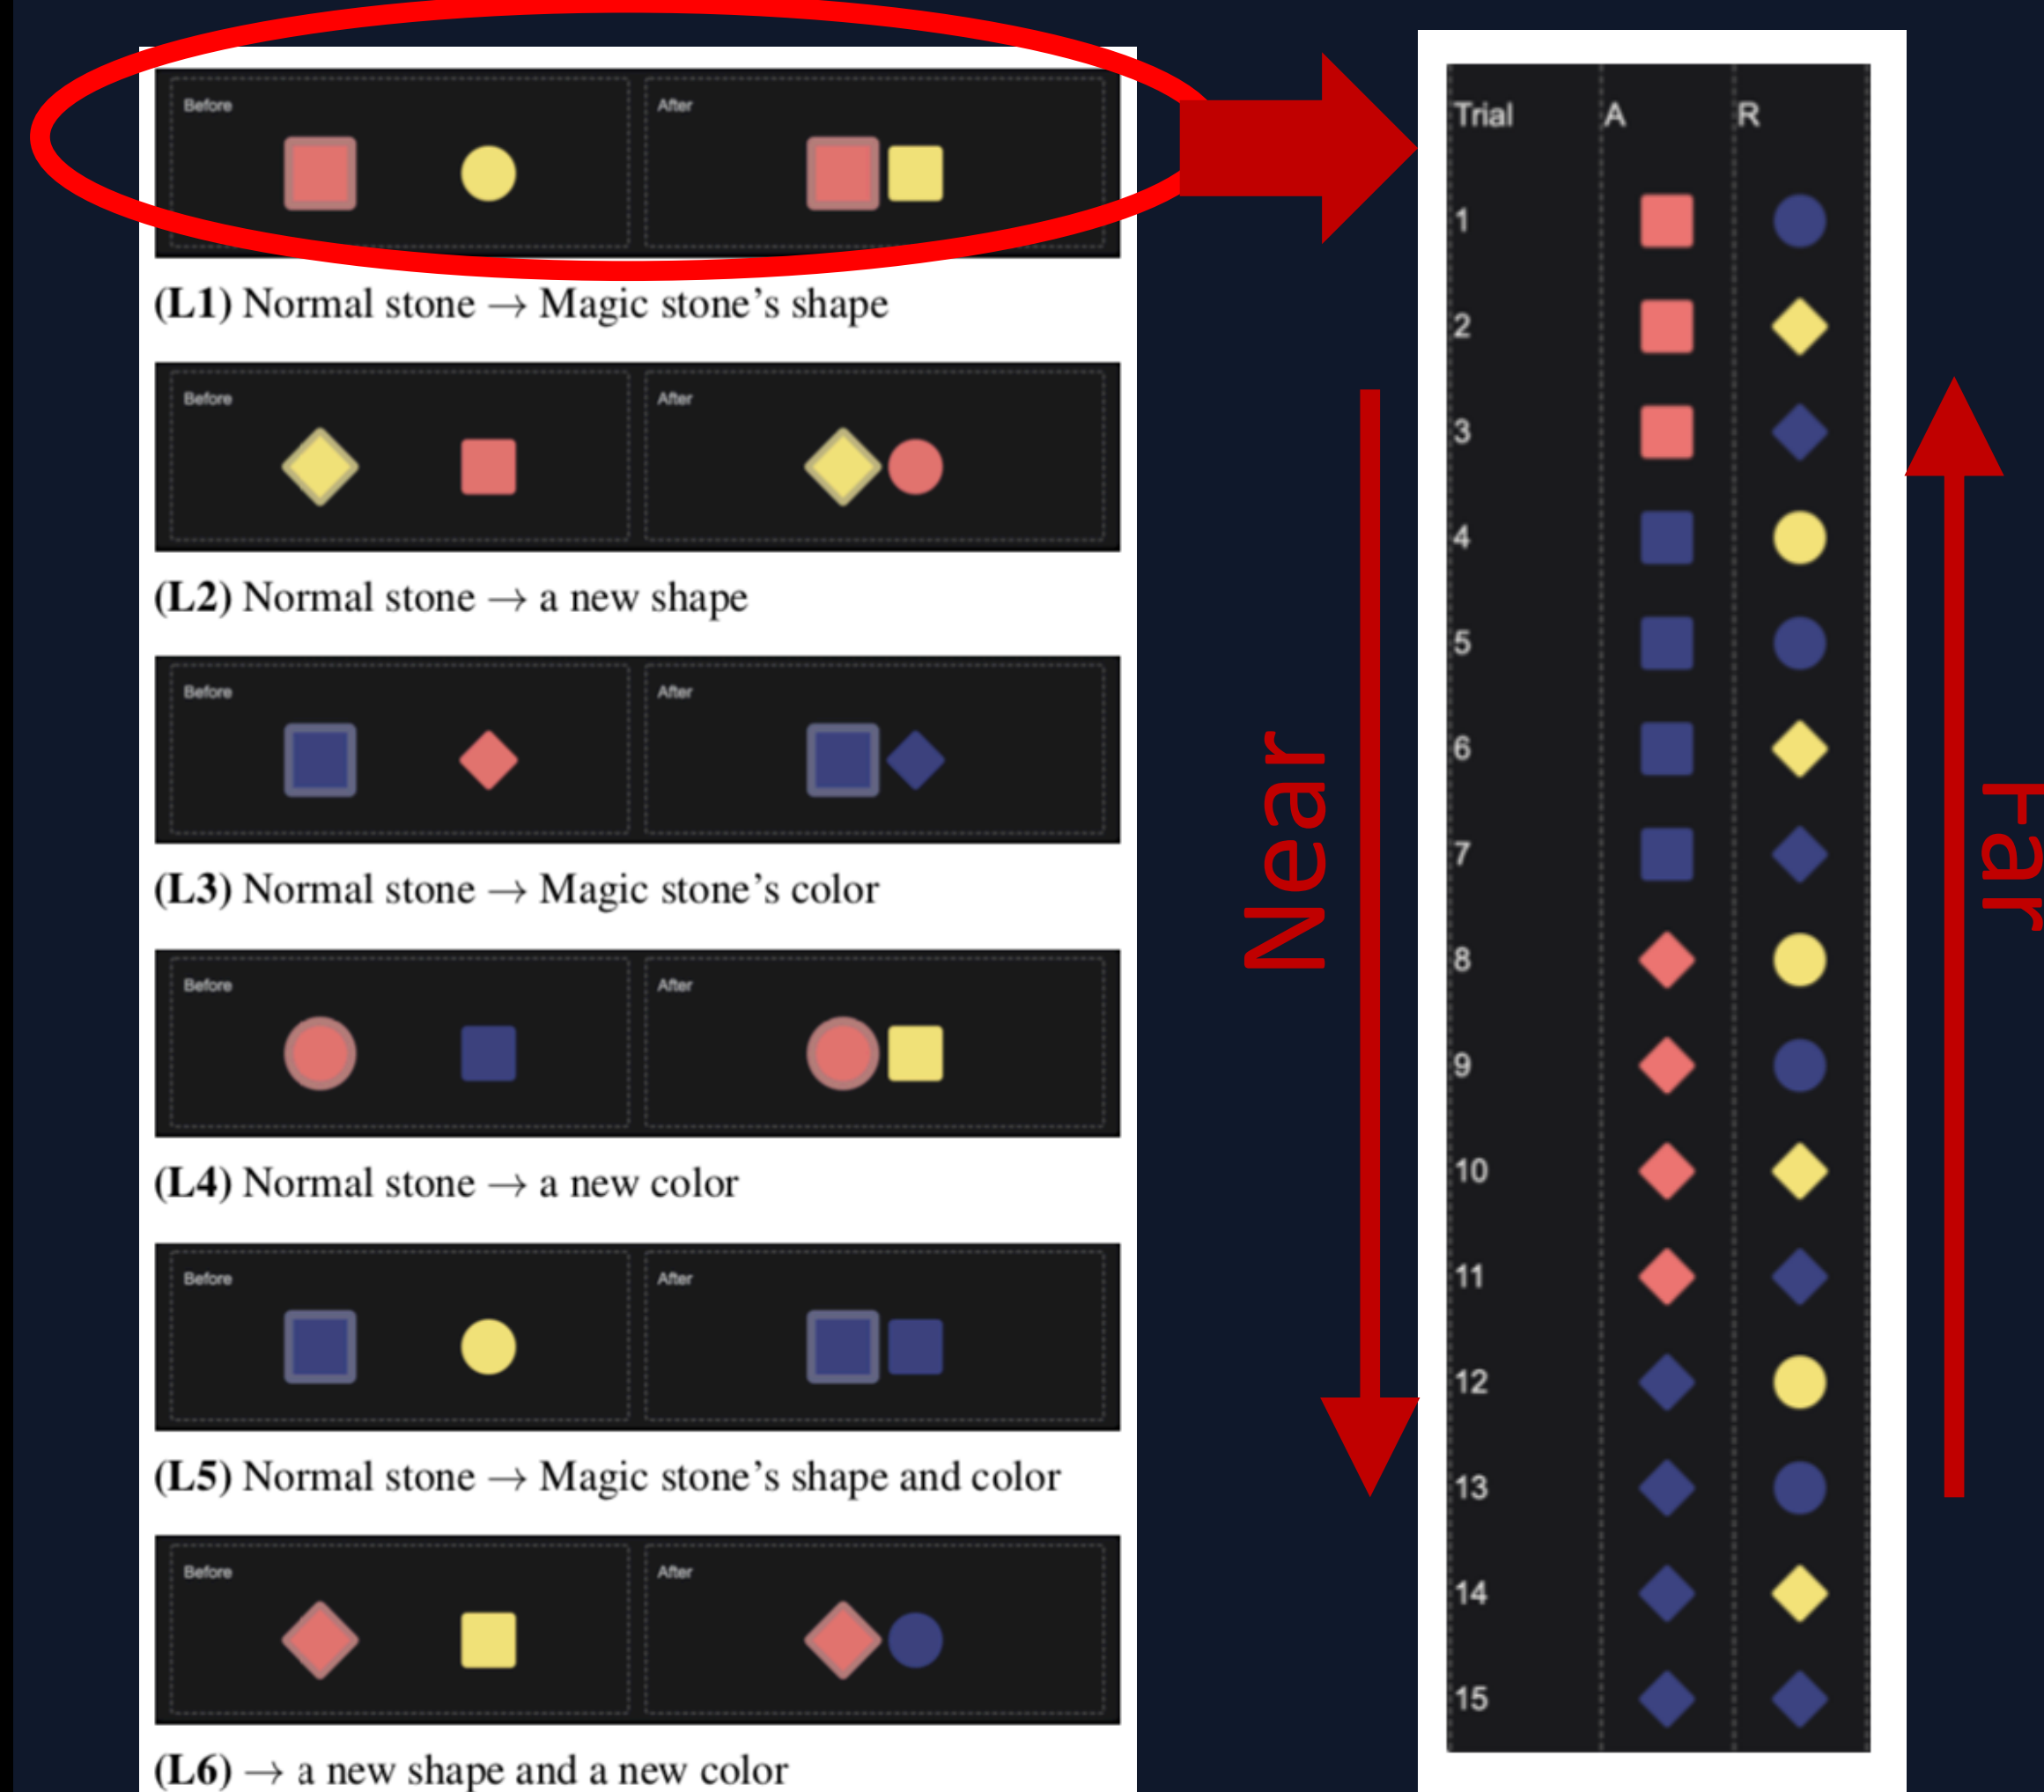 Before After
(L1) Normal stone → Magic stone's shape
Before After
(L2) Normal stone → a new shape
Before After
(L3) Normal stone → Magic stone's color
Before After
(L4) Normal stone → a new color
Before After
(L5) Normal stone → Magic stone's shape and color
Before After
(L6) → a new shape and a new color
Near
Trial A R
1
2
3
4
5
6
7
8
9
10
11
12
13
14
15
Far